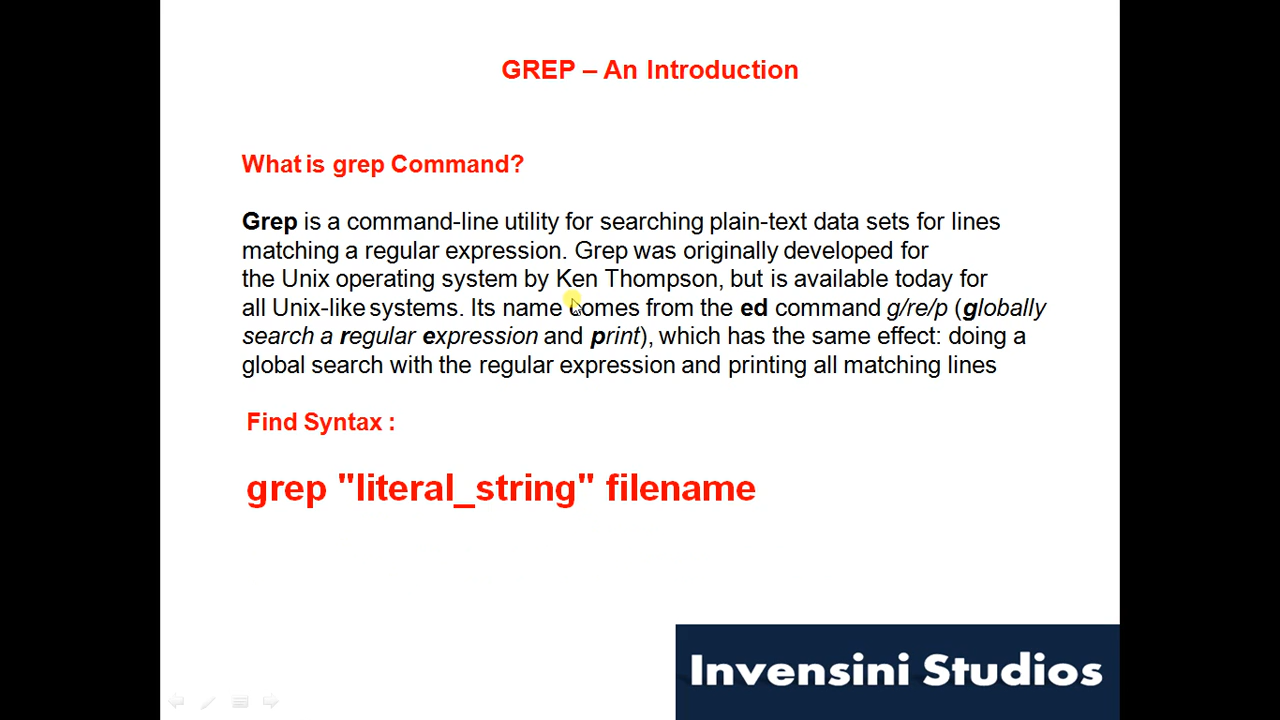 GREP – An Introduction
What is grep Command?
Grep is a command-line utility for searching plain-text data sets for lines
matching a regular expression. Grep was originally developed for
the Unix operating system by Ken Thompson, but is available today for
all Unix-like systems. Its name comes from the ed command g/re/p (globally
search a regular expression and print), which has the same effect: doing a
global search with the regular expression and printing all matching lines
Find Syntax :
grep "literal_string" filename
Invensini Studios